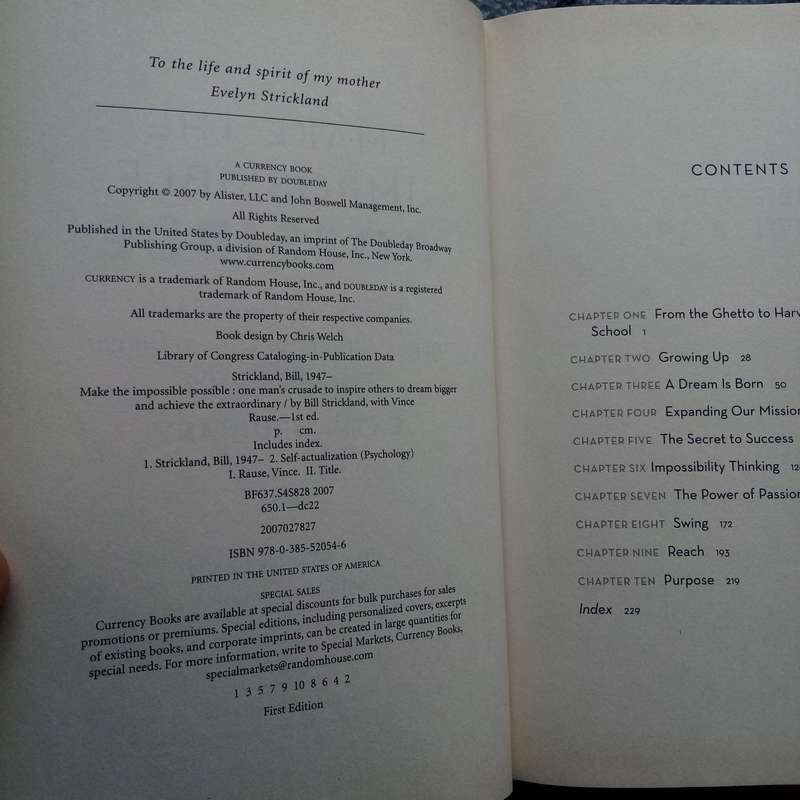 To the life and spirit of my mother
Evelyn Strickland
A CURRENCY BOOK
PUBLISHED BY DOUBLEDAY
Copyright © 2007 by Alister, LLC and John Boswell Management, Inc.
All Rights Reserved
Published in the United States by Doubleday, an imprint of The Doubleday Broadway
Publishing Group, a division of Random House, Inc., New York.
www.currencybooks.com
CURRENCY is a trademark of Random House, Inc., and DOUBLEDAY is a registered
trademark of Random House, Inc.
All trademarks are the property of their respective companies.
Book design by Chris Welch
Library of Congress Cataloging-in-Publication Data
Strickland, Bill, 1947–
Make the impossible possible : one man's crusade to inspire others to dream bigger
and achieve the extraordinary / by Bill Strickland, with Vince
Rause.—1st ed.
p. cm.
Includes index.
1. Strickland, Bill, 1947– 2. Self-actualization (Psychology)
I. Rause, Vince. II. Title.
BF637.S4S828 2007
650.1—dc22
2007027827
ISBN 978-0-385-52054-6
PRINTED IN THE UNITED STATES OF AMERICA
SPECIAL SALES
Currency Books are available at special discounts for bulk purchases for sales
promotions or premiums. Special editions, including personalized covers, excerpts
of existing books, and corporate imprints, can be created in large quantities for
special needs. For more information, write to Special Markets, Currency Books,
specialmarkets@randomhouse.com
1 3 5 7 9 10 8 6 4 2
First Edition
CONTENTS
CHAPTER ONE From the Ghetto to
School 1
CHAPTER TWO Growing Up 28
CHAPTER THREE A Dream Is Born 50
CHAPTER FOUR Expanding Our Mission
CHAPTER FIVE The Secret to Success
CHAPTER SIX Impossibility Thinking
CHAPTER SEVEN The Power of Passion
CHAPTER EIGHT Swing 172
CHAPTER NINE Reach 193
CHAPTER TEN Purpose 219
Index 229